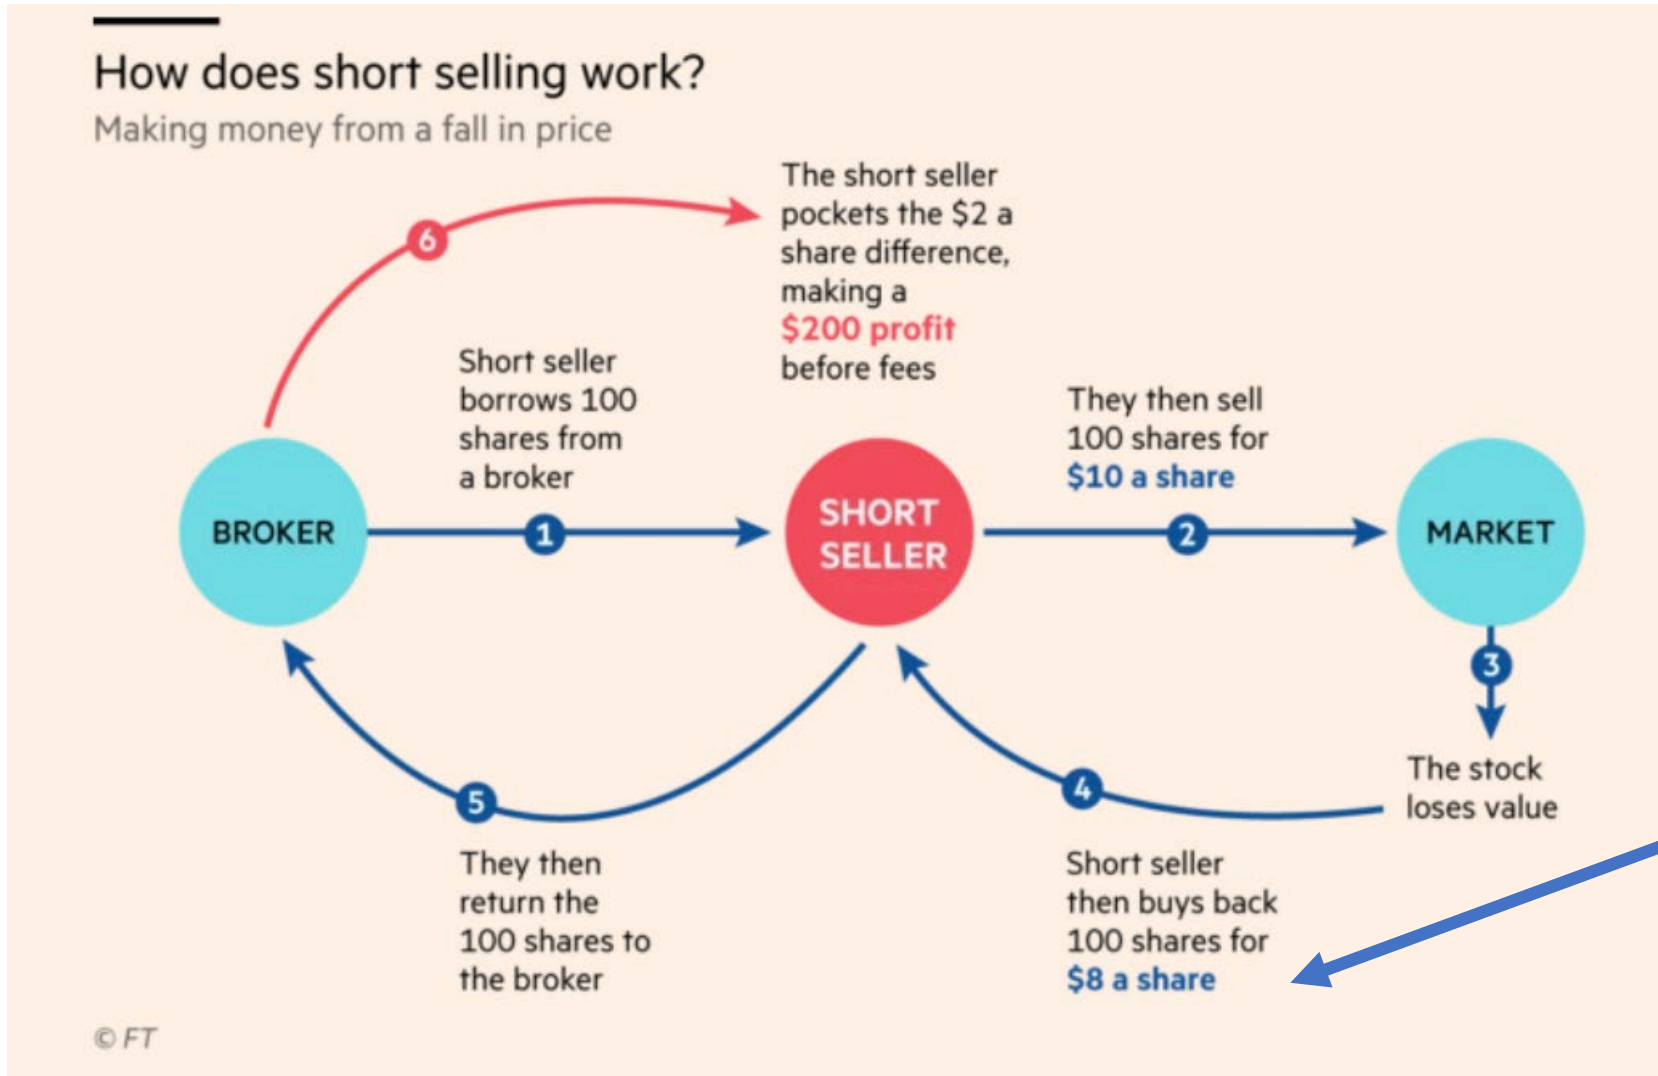 How does short selling work?
Making money from a fall in price
6
The short seller
pockets the $2 a
share difference,
making a
$200 profit
before fees
Short seller
borrows 100
shares from
a broker
They then sell
100 shares for
$10 a share
BROKER
1
SHORT
SELLER
2
MARKET
3
The stock
loses value
4
5
They then
return the
100 shares to
the broker
Short seller
then buys back
100 shares for
$8 a share
© FT